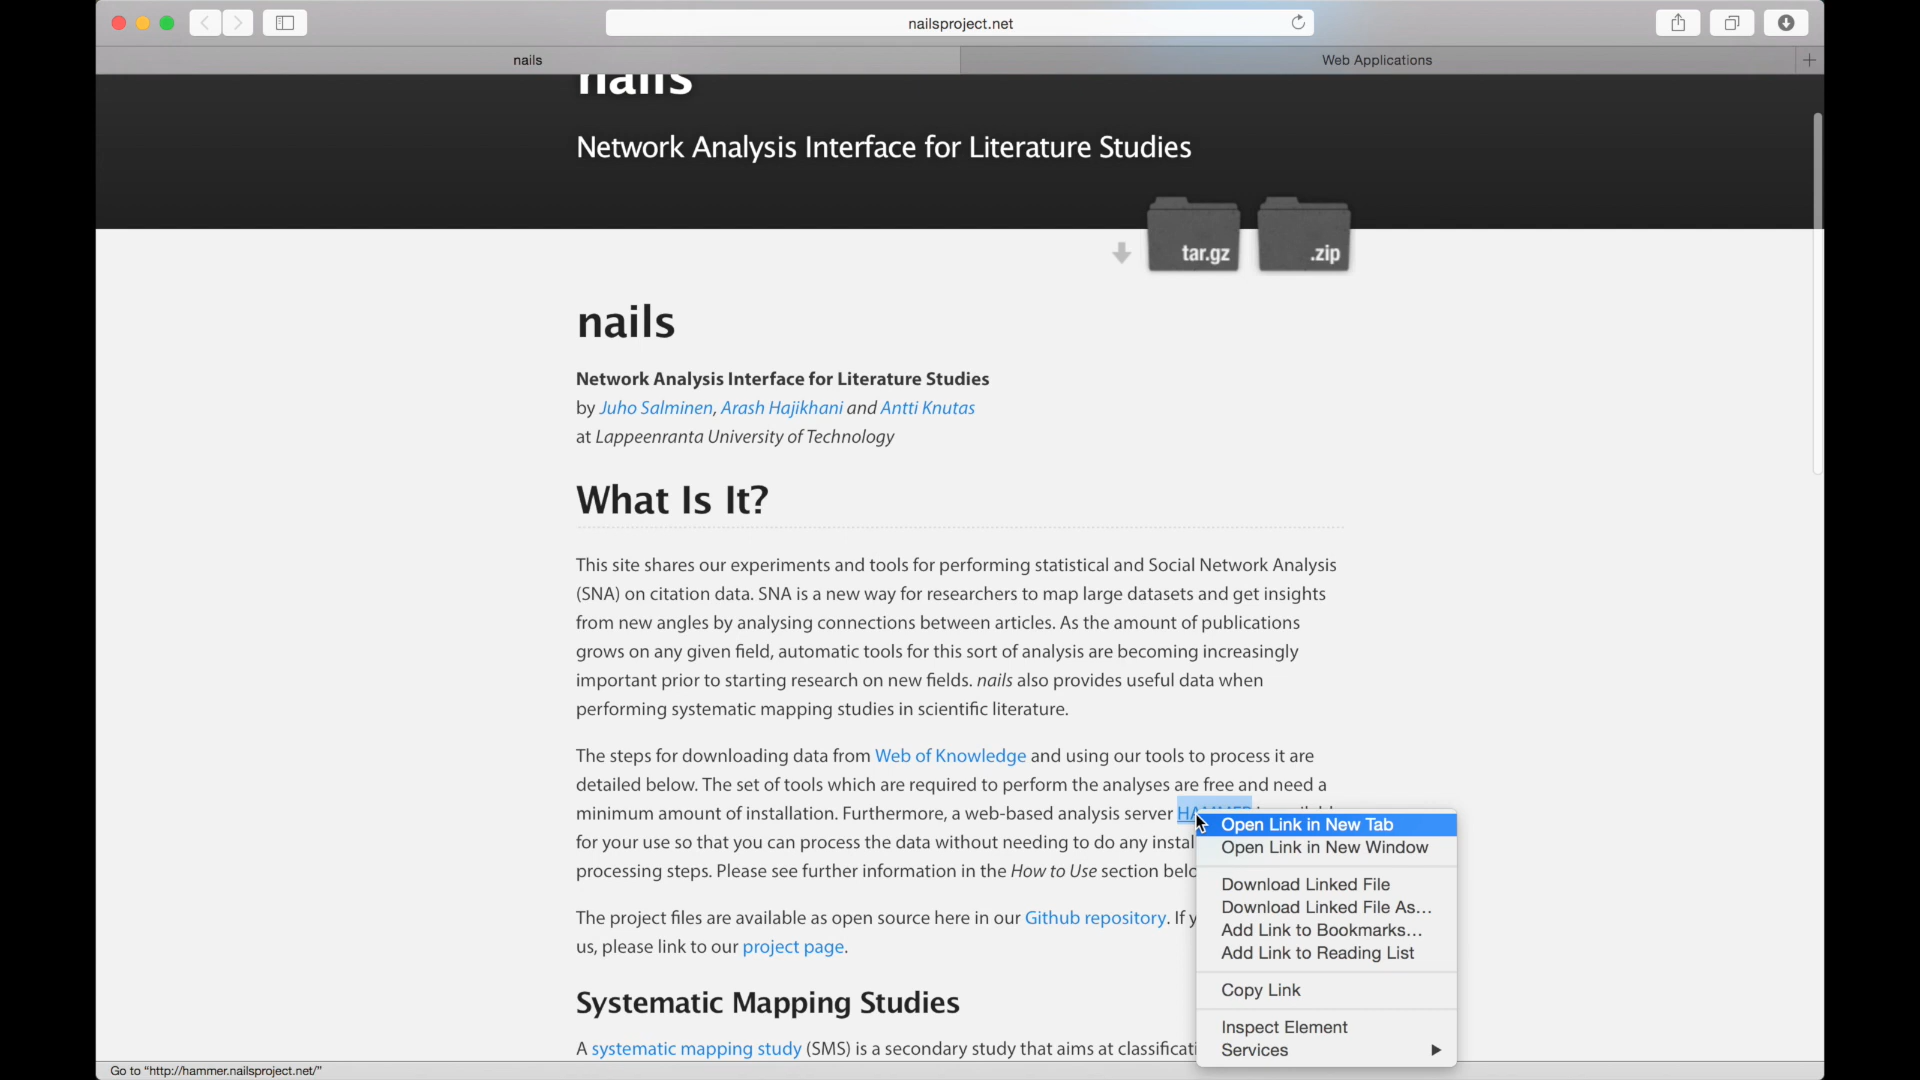 nailsproject.net
nails
Web Applications
nails
Network Analysis Interface for Literature Studies
tar.gz
.zip
nails
Network Analysis Interface for Literature Studies
by Juho Salminen, Arash Hajikhani and Antti Knutas
at Lappeenranta University of Technology
What Is It?
This site shares our experiments and tools for performing statistical and Social Network Analysis
(SNA) on citation data. SNA is a new way for researchers to map large datasets and get insights
from new angles by analysing connections between articles. As the amount of publications
grows on any given field, automatic tools for this sort of analysis are becoming increasingly
important prior to starting research on new fields. nails also provides useful data when
performing systematic mapping studies in scientific literature.
The steps for downloading data from Web of Knowledge and using our tools to process it are
detailed below. The set of tools which are required to perform the analyses are free and need a
minimum amount of installation. Furthermore, a web-based analysis server HAMMER
for your use so that you can process the data without needing to do any instal
processing steps. Please see further information in the How to Use section belo
The project files are available as open source here in our Github repository. If y
us, please link to our project page.
Systematic Mapping Studies
A systematic mapping study (SMS) is a secondary study that aims at classificati
Open Link in New Tab
Open Link in New Window
Download Linked File
Download Linked File As...
Add Link to Bookmarks...
Add Link to Reading List
Copy Link
Inspect Element
Services
Go to "http://hammer.nailsproject.net/"